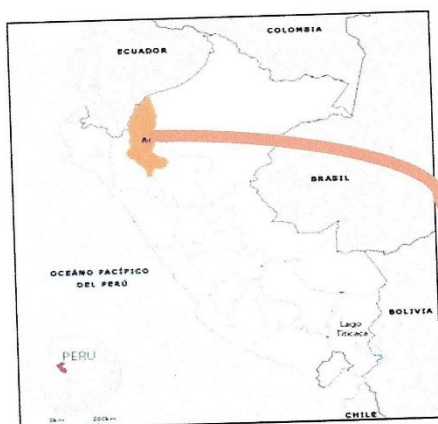 COLOMBIA
ECUADOR
BRASIL
OCEÁNO PACÍFICO
DEL PERÚ
BOLIVIA
Lago
Titicaca
PERU
CHILE